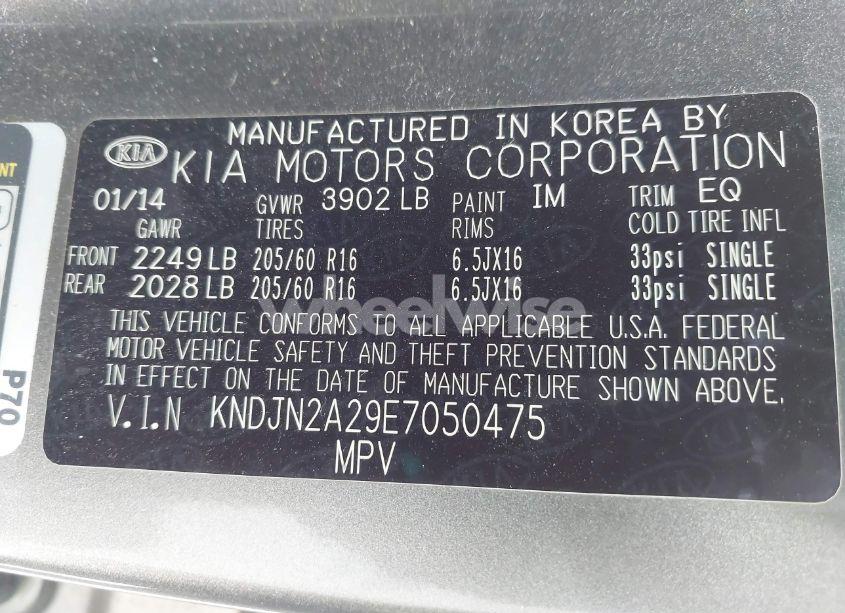 MANUFACTURED IN KOREA BY
KIA KIA MOTORS CORPORATION
01/14 GVWR 3902 LB PAINT IM TRIM EQ
GAWR TIRES RIMS COLD TIRE INFL
FRONT 2249 LB 205/60 R16 6.5JX16 33psi SINGLE
REAR 2028 LB 205/60 R16 6.5JX16 33psi SINGLE
wheelwise
THIS VEHICLE CONFORMS TO ALL APPLICABLE U.S.A. FEDERAL
MOTOR VEHICLE SAFETY AND THEFT PREVENTION STANDARDS
IN EFFECT ON THE DATE OF MANUFACTURE SHOWN ABOVE.
V.I.N KNDJN2A29E7050475
MPV
P70